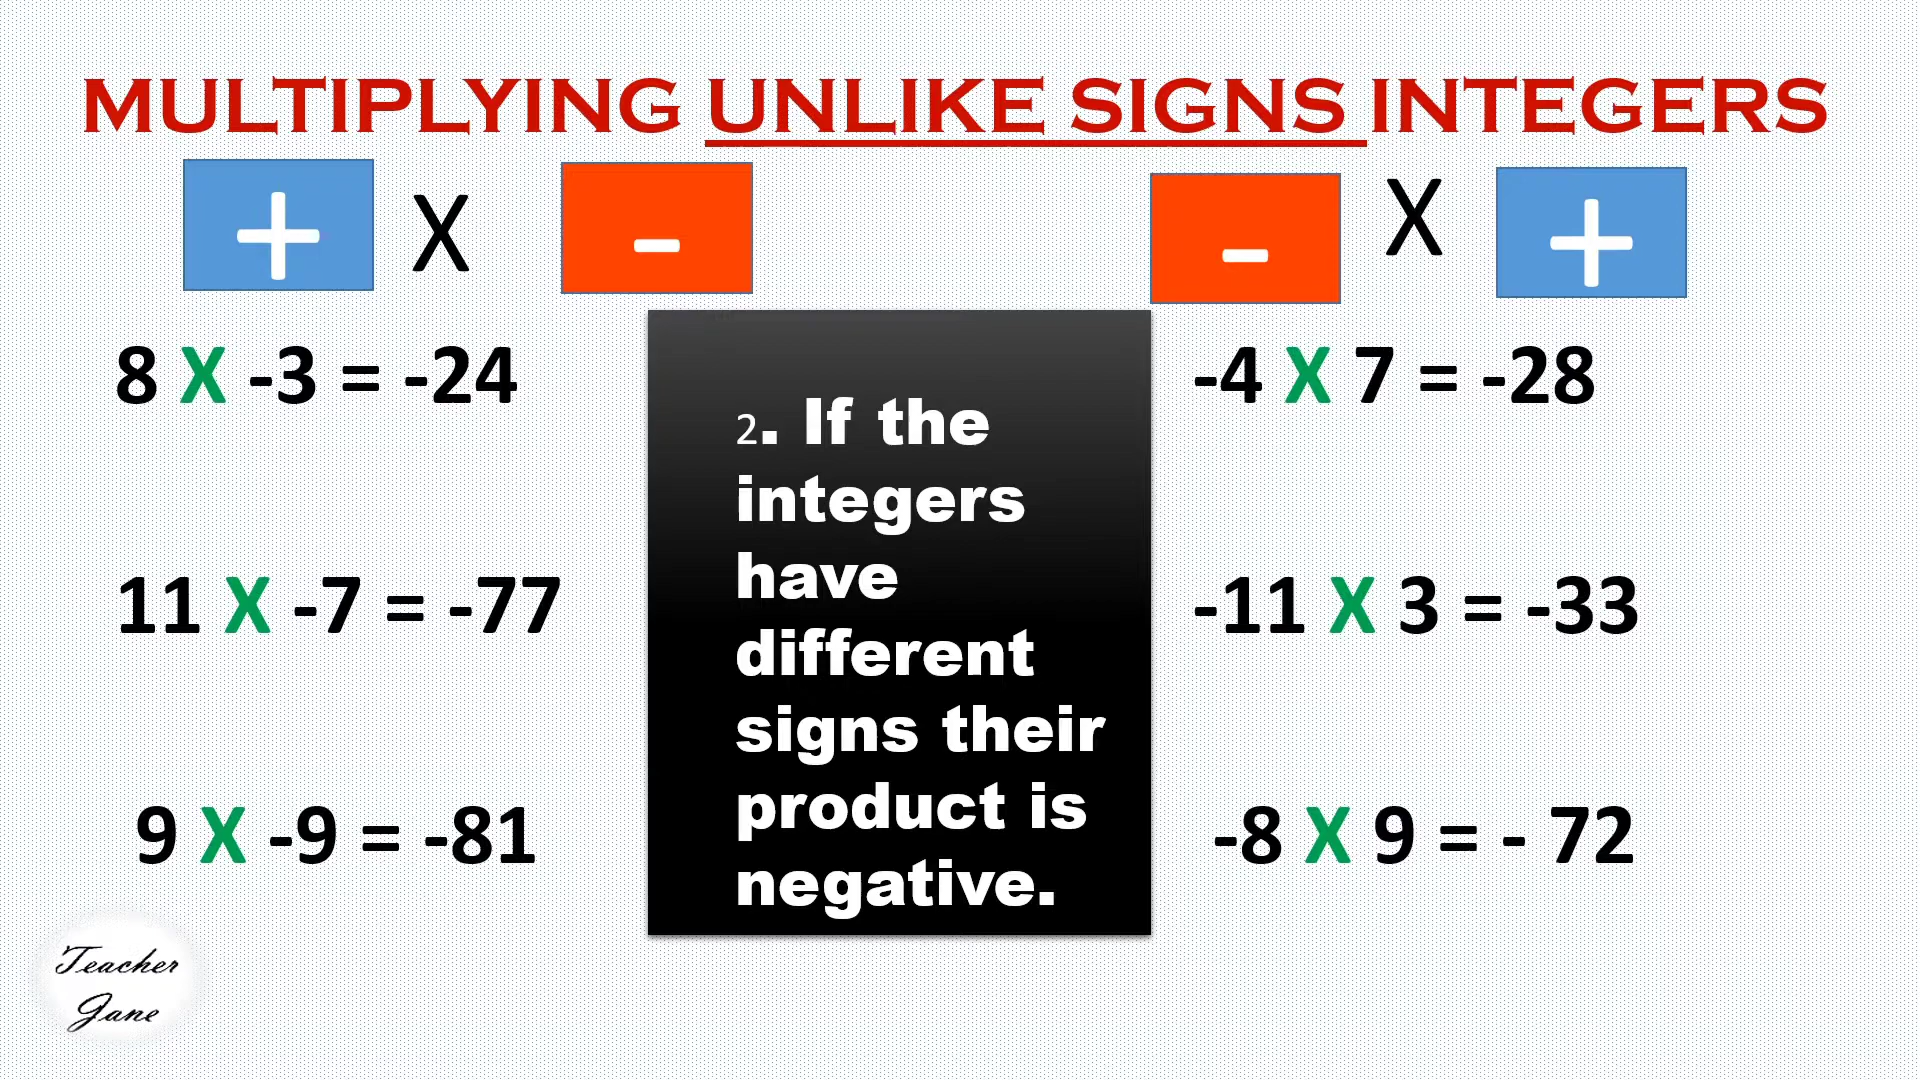 MULTIPLYING UNLIKE SIGNS INTEGERS
+ X -
- X +
8 X -3 = -24
11 X -7 = -77
9 X -9 = -81
2. If the
integers
have
different
signs their
product is
negative.
-4 X 7 = -28
-11 X 3 = -33
-8 X 9 = - 72
Teacher
Jane